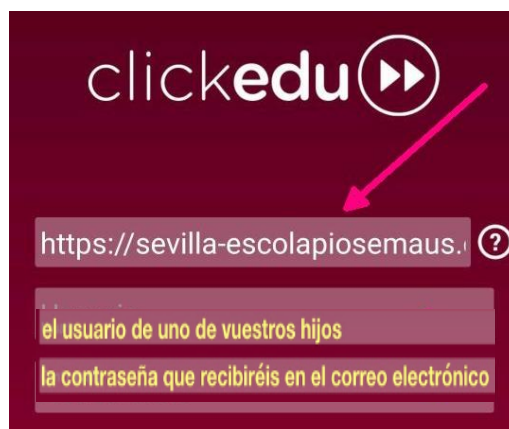 clickedu
https://sevilla-escolapiosemaus.
?
el usuario de uno de vuestros hijos
la contraseña que recibiréis en el correo electrónico